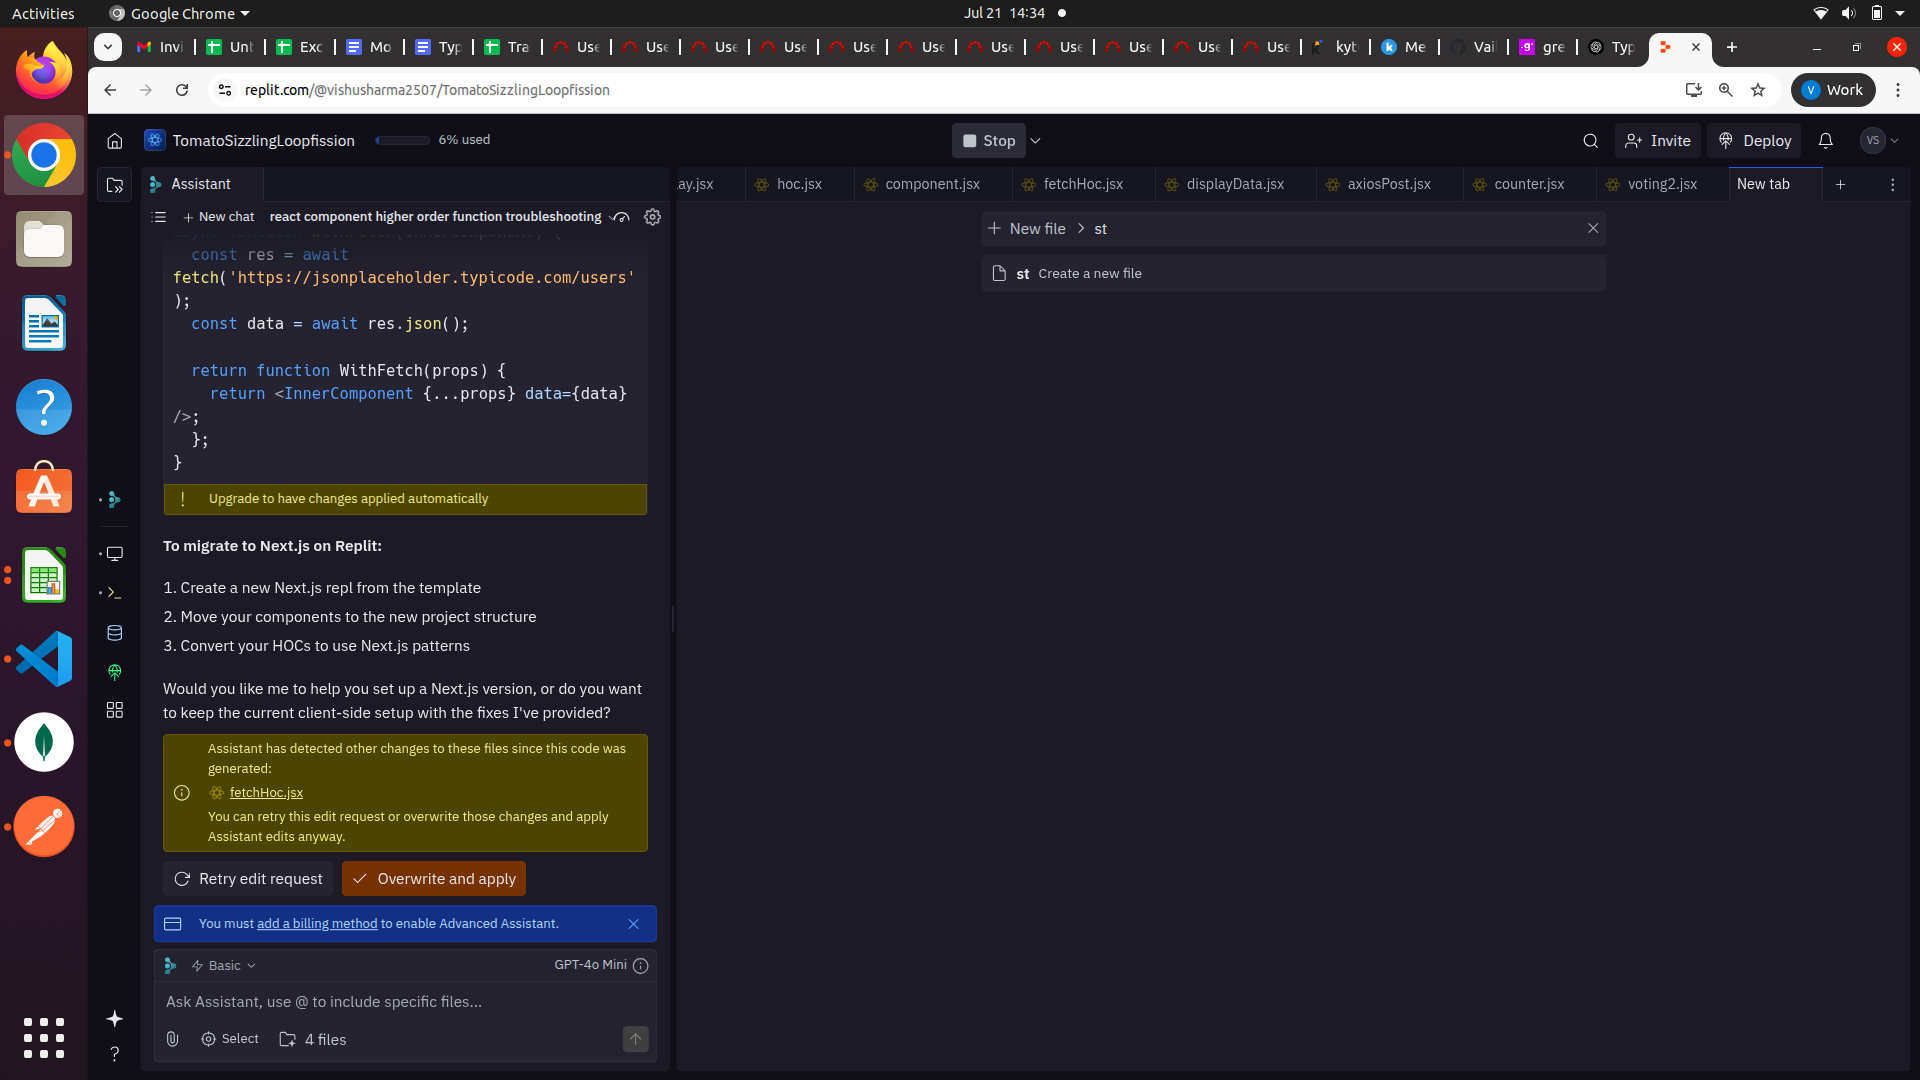 Activities
Google Chrome
Jul 21 14:34
Invi
Unt
Exc
Mo
Typ
Tra
Use
Use
Use
Use
Use
Use
Use
Use
Use
Use
Use
kyt
Me
Vai
gre
Typ
replit.com/@vishusharma2507/TomatoSizzlingLoopfission
V
Work
TomatoSizzlingLoopfission
6% used
Stop
Invite
Deploy
VS
Assistant
ay.jsx
hoc.jsx
component.jsx
fetchHoc.jsx
displayData.jsx
axiosPost.jsx
counter.jsx
voting2.jsx
New tab
New chat
react component higher order function troubleshooting
New file > st
st Create a new file
async function withFetch(InnerComponent) {
const res = await
fetch('https://jsonplaceholder.typicode.com/users'
);
const data = await res.json();
return function WithFetch(props) {
return <InnerComponent {...props} data={data}
/>;
};
}
! Upgrade to have changes applied automatically
To migrate to Next.js on Replit:
1. Create a new Next.js repl from the template
2. Move your components to the new project structure
3. Convert your HOCs to use Next.js patterns
Would you like me to help you set up a Next.js version, or do you want
to keep the current client-side setup with the fixes I've provided?
Assistant has detected other changes to these files since this code was
generated:
fetchHoc.jsx
You can retry this edit request or overwrite those changes and apply
Assistant edits anyway.
Retry edit request
Overwrite and apply
You must add a billing method to enable Advanced Assistant.
Basic
GPT-4o Mini
Ask Assistant, use @ to include specific files...
Select
4 files